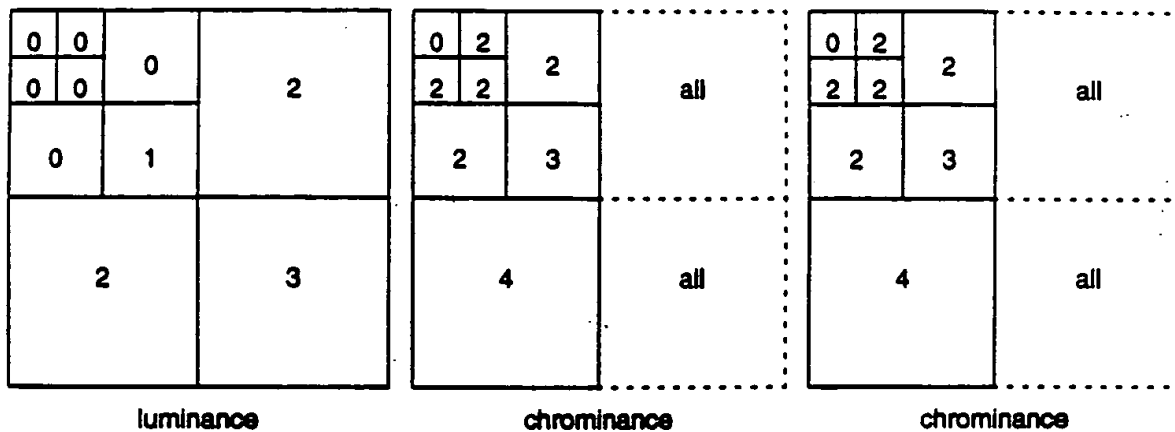 0 0 0 2 0 2 2 all 0 2 2 all
0 0 2 2 2 2
0 1 2 3 2 3
2 3 4 all 4 all
luminance chrominance chrominance